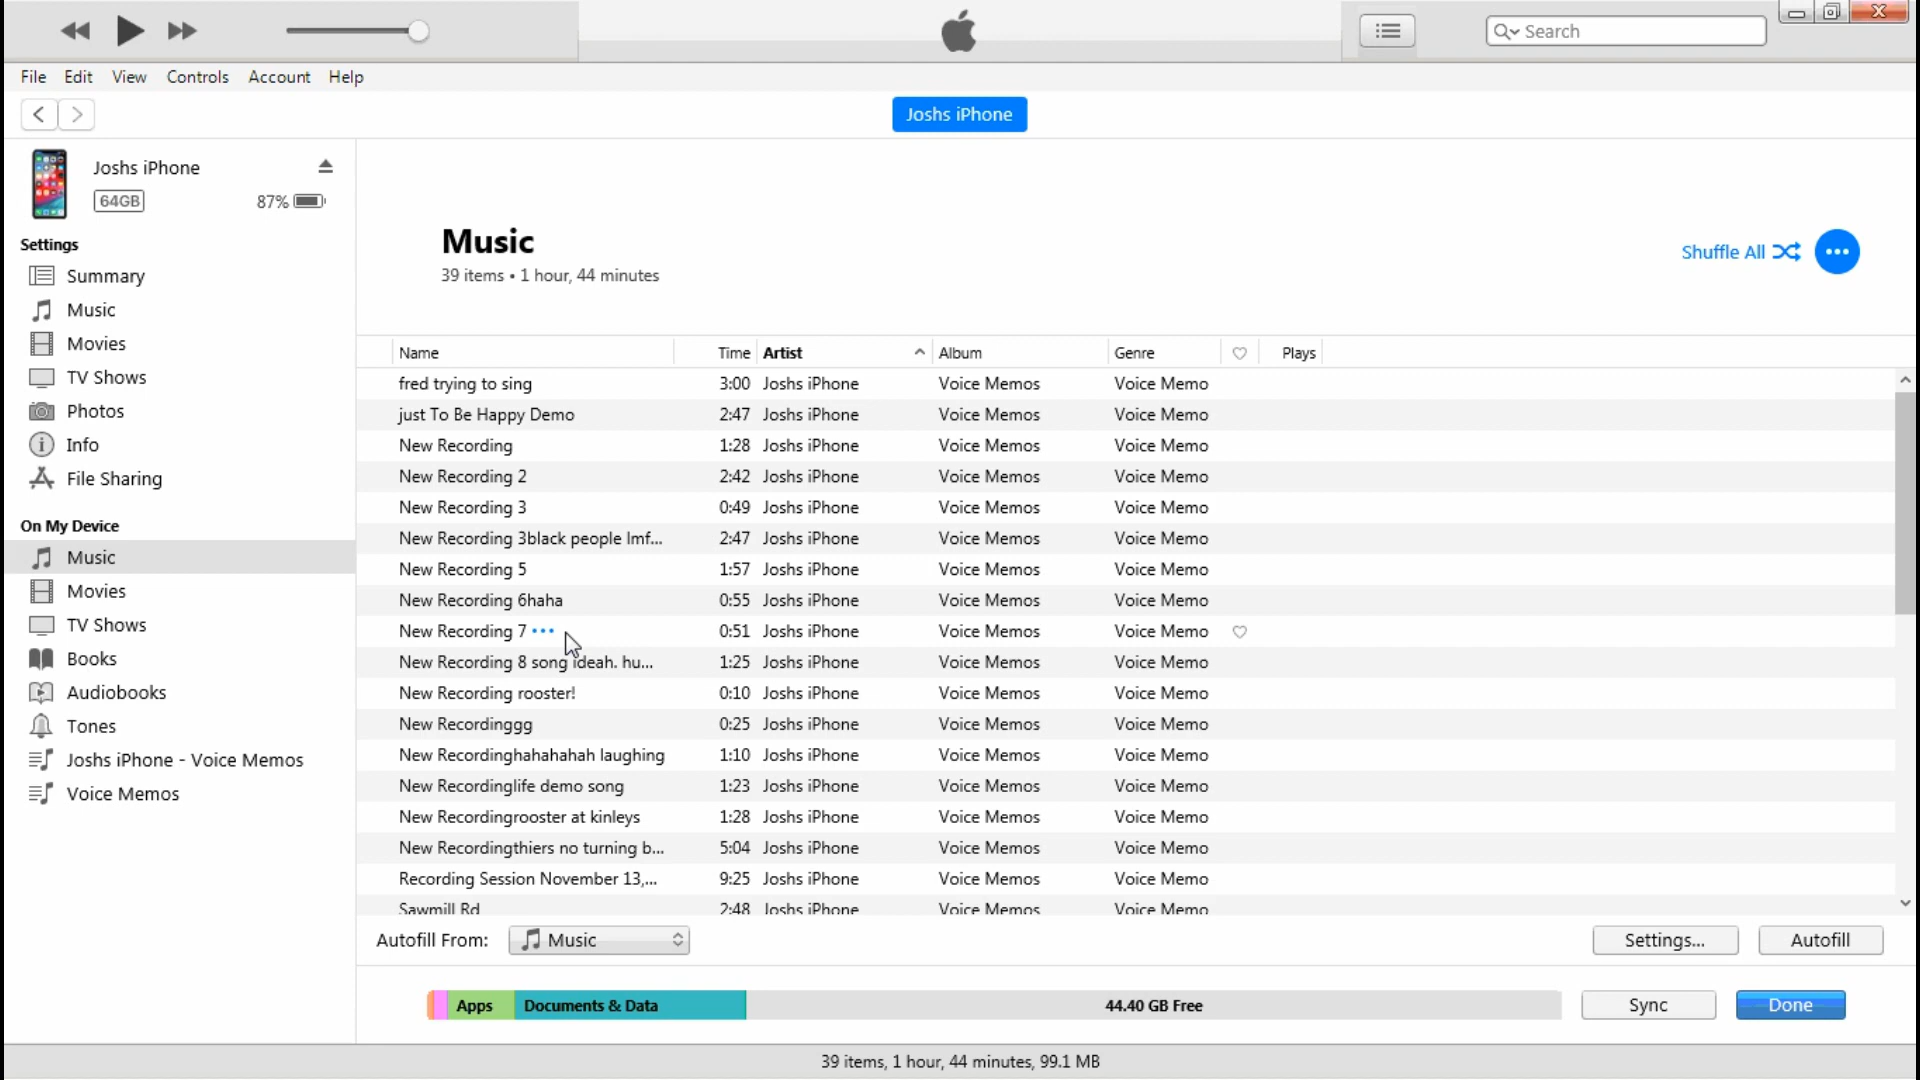 Search
File Edit View Controls Account Help
Joshs iPhone
Joshs iPhone
64GB 87%
Settings
Summary
Music
Movies
TV Shows
Photos
Info
File Sharing
On My Device
Music
Movies
TV Shows
Books
Audiobooks
Tones
Joshs iPhone - Voice Memos
Voice Memos
Music
39 items • 1 hour, 44 minutes
Shuffle All
Name Time Artist Album Genre Plays
fred trying to sing 3:00 Joshs iPhone Voice Memos Voice Memo
just To Be Happy Demo 2:47 Joshs iPhone Voice Memos Voice Memo
New Recording 1:28 Joshs iPhone Voice Memos Voice Memo
New Recording 2 2:42 Joshs iPhone Voice Memos Voice Memo
New Recording 3 0:49 Joshs iPhone Voice Memos Voice Memo
New Recording 3black people lmf... 2:47 Joshs iPhone Voice Memos Voice Memo
New Recording 5 1:57 Joshs iPhone Voice Memos Voice Memo
New Recording 6haha 0:55 Joshs iPhone Voice Memos Voice Memo
New Recording 7 ••• 0:51 Joshs iPhone Voice Memos Voice Memo
New Recording 8 song ideah. hu... 1:25 Joshs iPhone Voice Memos Voice Memo
New Recording rooster! 0:10 Joshs iPhone Voice Memos Voice Memo
New Recordinggg 0:25 Joshs iPhone Voice Memos Voice Memo
New Recordinghahahahah laughing 1:10 Joshs iPhone Voice Memos Voice Memo
New Recordinglife demo song 1:23 Joshs iPhone Voice Memos Voice Memo
New Recordingrooster at kinleys 1:28 Joshs iPhone Voice Memos Voice Memo
New Recordingthiers no turning b... 5:04 Joshs iPhone Voice Memos Voice Memo
Recording Session November 13,... 9:25 Joshs iPhone Voice Memos Voice Memo
Sawmill Rd 2:48 Joshs iPhone Voice Memos Voice Memo
Autofill From: Music Settings... Autofill
Apps Documents & Data 44.40 GB Free Sync Done
39 items, 1 hour, 44 minutes, 99.1 MB